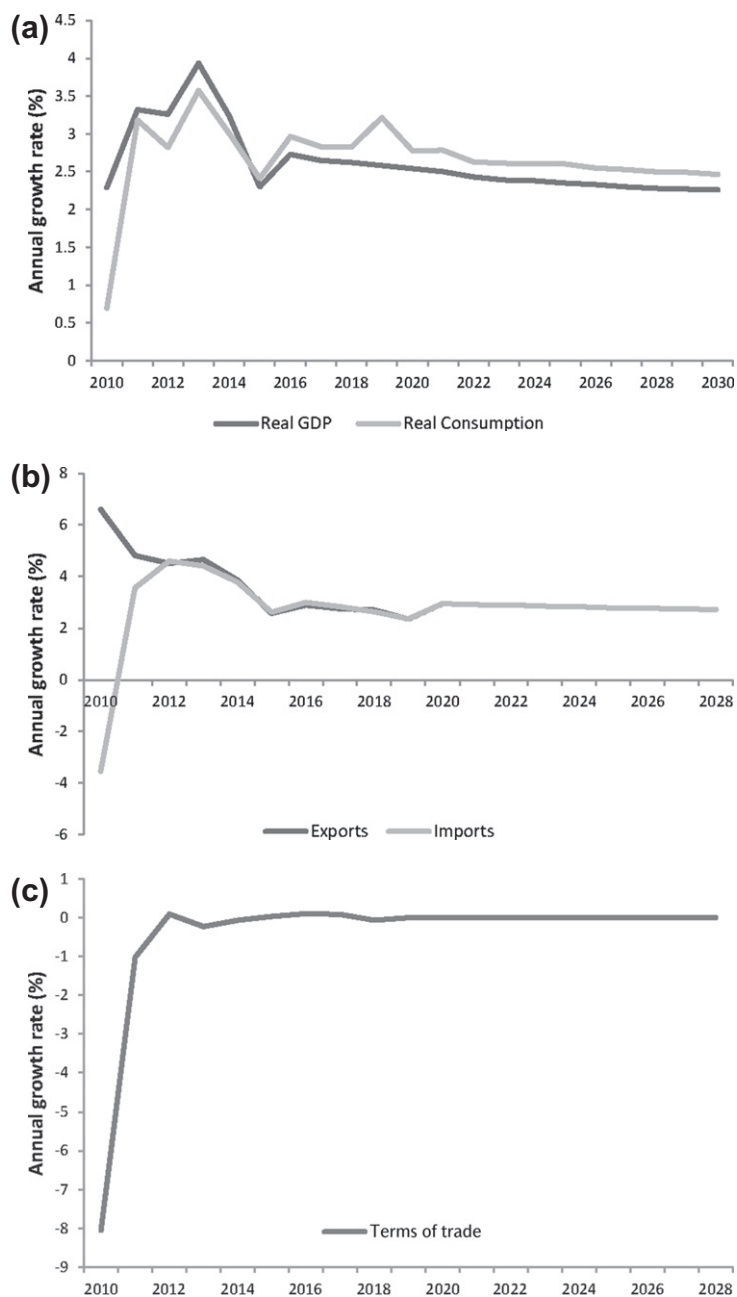 (a)
Annual growth rate (%)
4.5
4
3.5
3
2.5
2
1.5
1
0.5
0
2010 2012 2014 2016 2018 2020 2022 2024 2026 2028 2030
Real GDP Real Consumption
(b)
Annual growth rate (%)
8
6
4
2
0
-2
-4
-6
2010 2012 2014 2016 2018 2020 2022 2024 2026 2028
Exports Imports
(c)
Annual growth rate (%)
1
0
-1
-2
-3
-4
-5
-6
-7
-8
-9
Terms of trade
2010 2012 2014 2016 2018 2020 2022 2024 2026 2028